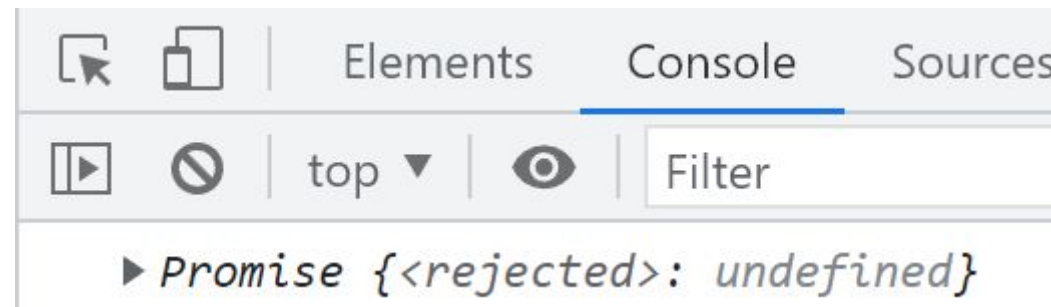 Elements Console Sources
top ▼ Filter
▶ Promise {<rejected>: undefined}